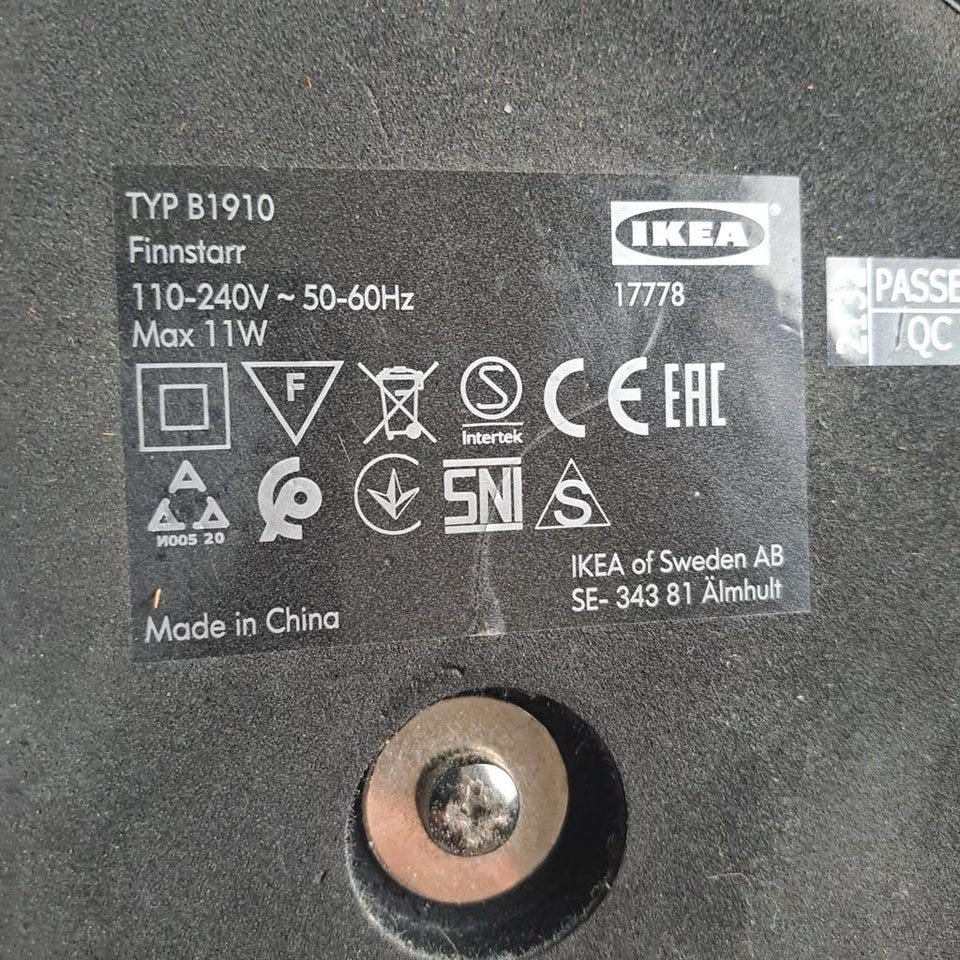 TYP B1910
Finnstarr
110-240V ~ 50-60Hz
Max 11W
IKEA®
17778
F
S
Intertek
CE
EAC
И005 20
SNI
S
IKEA of Sweden AB
SE- 343 81 Älmhult
Made in China
PASSE
QC